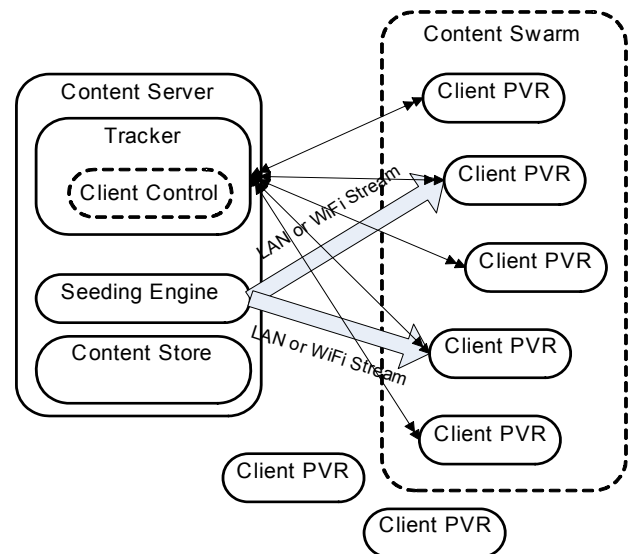 Content Server
Tracker
Client Control
Seeding Engine
Content Store
LAN or WiFi Stream
LAN or WiFi Stream
Content Swarm
Client PVR
Client PVR
Client PVR
Client PVR
Client PVR
Client PVR
Client PVR